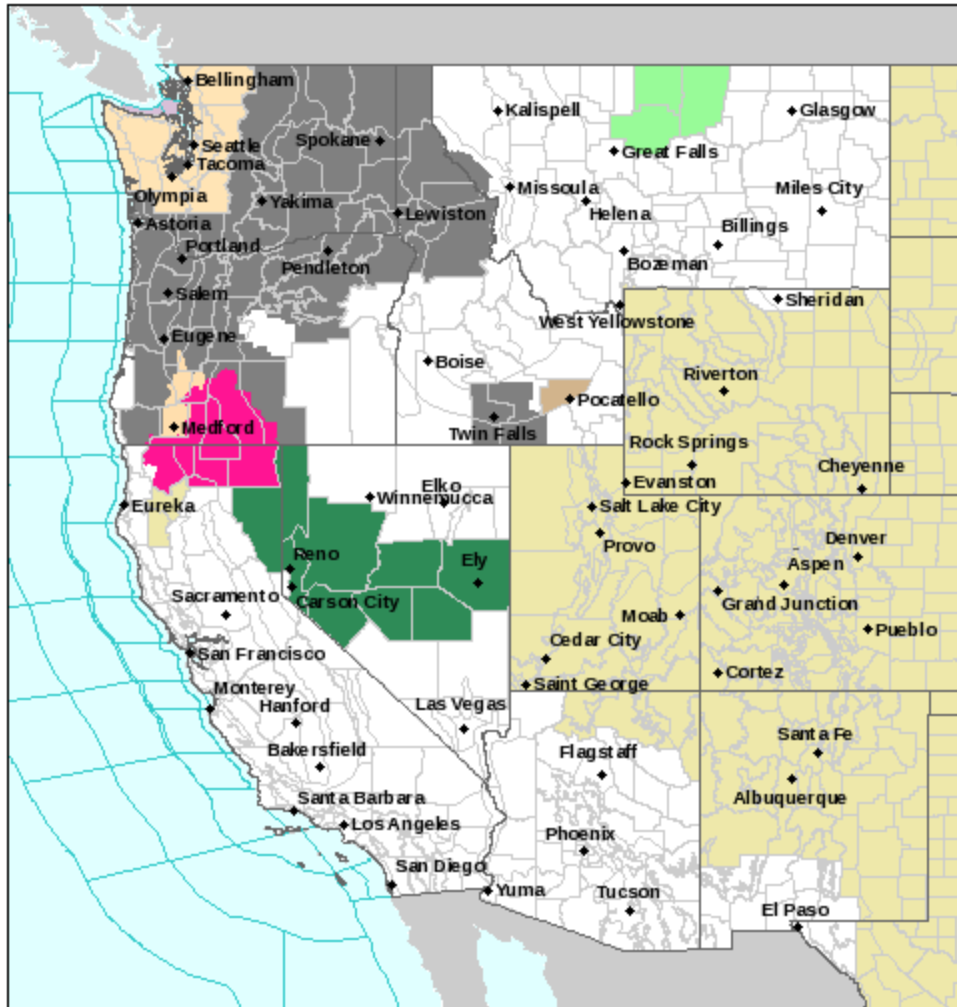 Bellingham
Kalispell
Glasgow
Seattle
Spokane
Great Falls
Tacoma
Olympia
Missoula
Miles City
Yakima
Lewiston
Helena
Astoria
Billings
Portland
Pendleton
Bozeman
Salem
Sheridan
West Yellowstone
Eugene
Boise
Riverton
Pocatello
Medford
Twin Falls
Rock Springs
Cheyenne
Elko
Evanston
Winnemucca
Eureka
Salt Lake City
Provo
Denver
Reno
Ely
Aspen
Sacramento
Carson City
Grand Junction
Moab
Pueblo
Cedar City
San Francisco
Cortez
Saint George
Monterey
Hanford
Las Vegas
Santa Fe
Bakersfield
Flagstaff
Albuquerque
Santa Barbara
Los Angeles
Phoenix
San Diego
Yuma
Tucson
El Paso